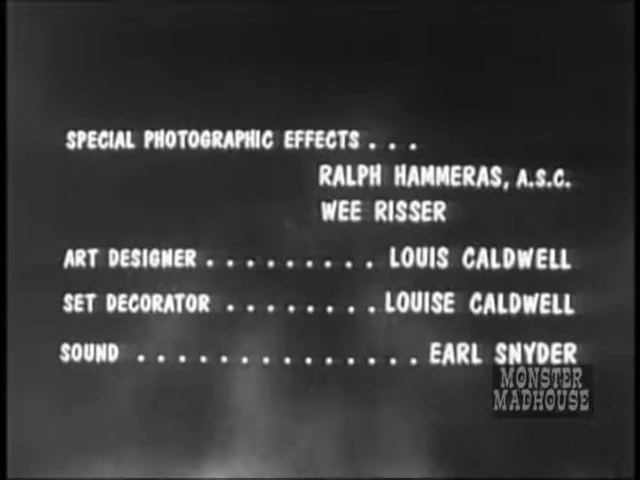 SPECIAL PHOTOGRAPHIC EFFECTS . . .
RALPH HAMMERAS, A.S.C.
WEE RISSER
ART DESIGNER . . . . . . . . . LOUIS CALDWELL
SET DECORATOR . . . . . . . . LOUISE CALDWELL
SOUND . . . . . . . . . . . . . . . EARL SNYDER
MONSTER
MADHOUSE